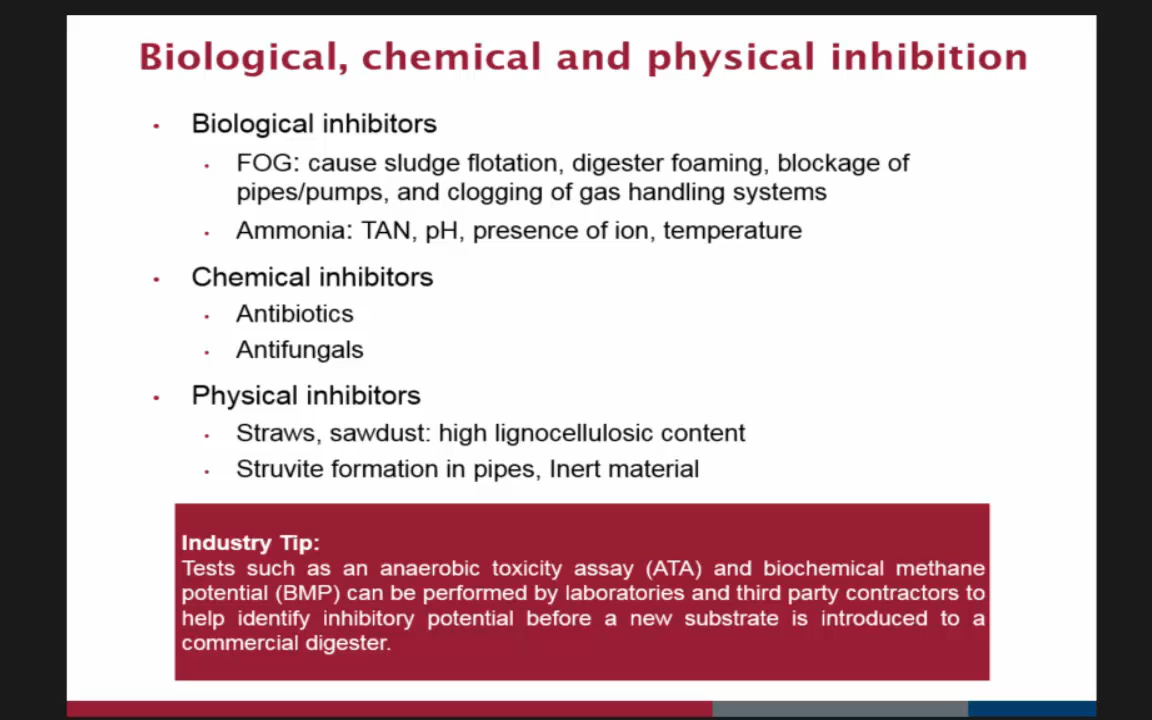 Biological, chemical and physical inhibition
• Biological inhibitors
• FOG: cause sludge flotation, digester foaming, blockage of
pipes/pumps, and clogging of gas handling systems
• Ammonia: TAN, pH, presence of ion, temperature
• Chemical inhibitors
• Antibiotics
• Antifungals
• Physical inhibitors
• Straws, sawdust: high lignocellulosic content
• Struvite formation in pipes, Inert material
Industry Tip:
Tests such as an anaerobic toxicity assay (ATA) and biochemical methane
potential (BMP) can be performed by laboratories and third party contractors to
help identify inhibitory potential before a new substrate is introduced to a
commercial digester.